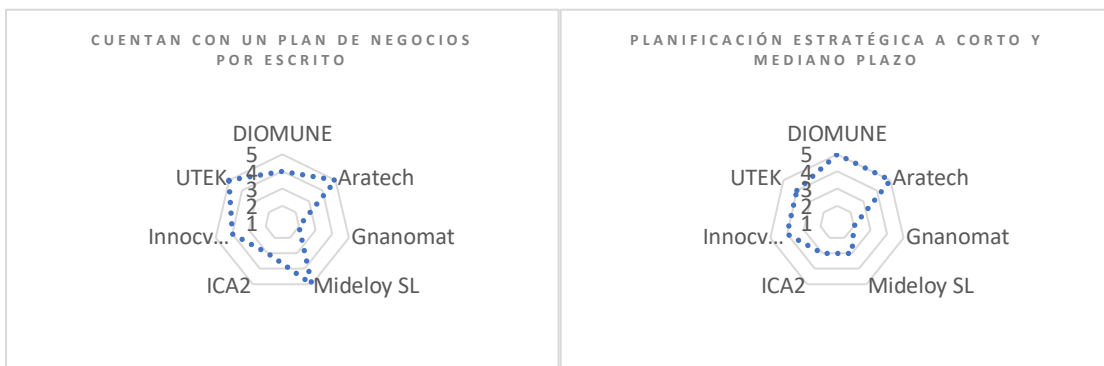 CUENTAN CON UN PLAN DE NEGOCIOS
POR ESCRITO
DIOMUNE
5
4
3
2
1
UTEK
Aratech
Innocv...
Gnanomat
ICA2
Mideloy SL
PLANIFICACIÓN ESTRATÉGICA A CORTO Y
MEDIANO PLAZO
DIOMUNE
5
4
3
2
1
UTEK
Aratech
Innocv...
Gnanomat
ICA2
Mideloy SL